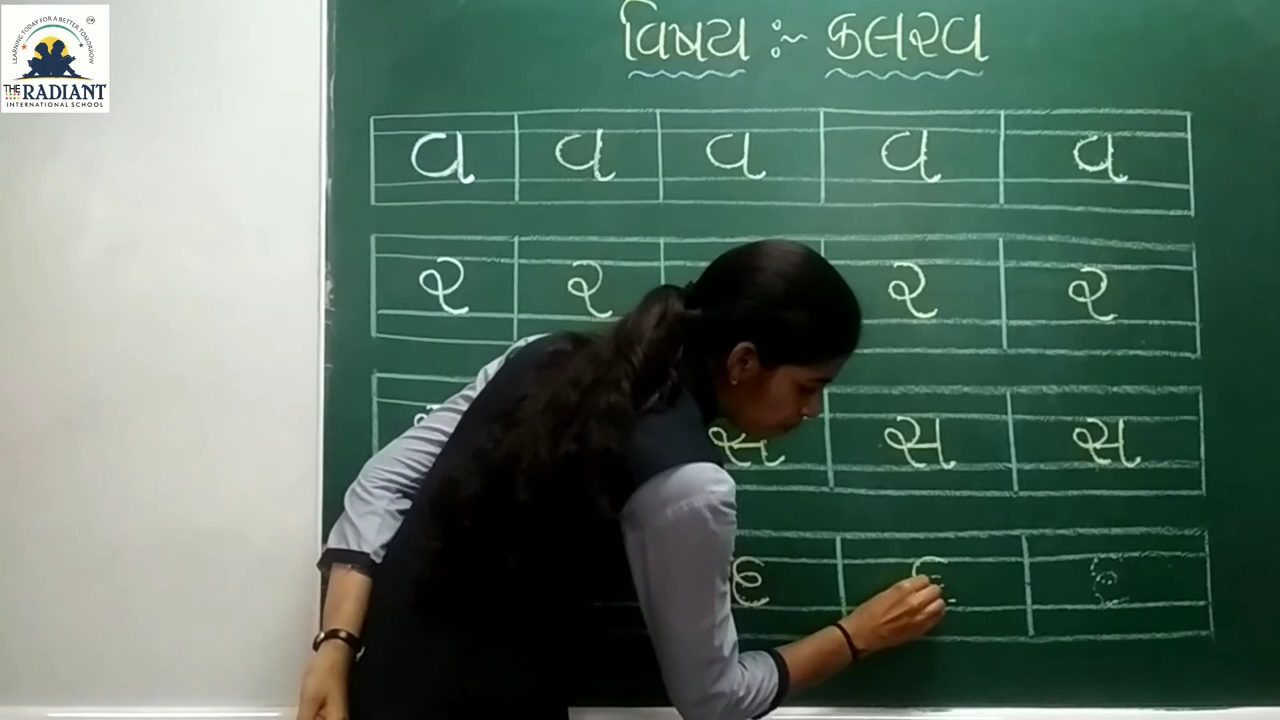 LEARNING TODAY FOR A BETTER TOMORROW
THE RADIANT
INTERNATIONAL SCHOOL
વિષય :~ કલરવ
વ વ વ વ વ
ર ર ર ર
સ સ સ
દ દ દ